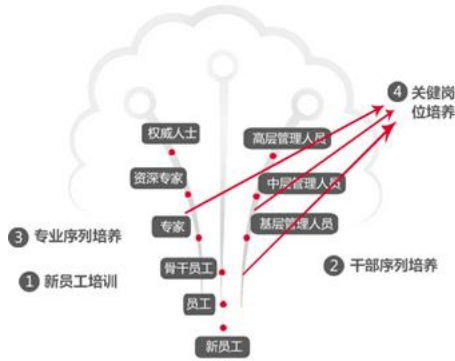 4 关健岗
位培养
权威人士
高层管理人员
资深专家
中层管理人员
专家
基层管理人员
3 专业序列培养
骨干员工
2 干部序列培养
1 新员工培训
员工
新员工